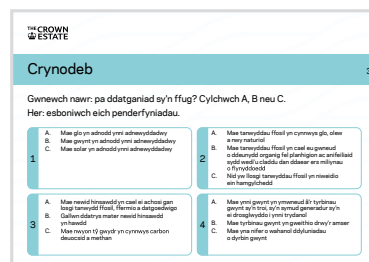 THE CROWN
ESTATE
Crynodeb
Gwnewch nawr: pa ddatganiad sy'n ffug? Cylchwch A, B neu C.
Her: esboniwch eich penderfyniadau.
1
A. Mae glo yn adnodd ynni adnewyddadwy
B. Mae gwynt yn adnodd ynni adnewyddadwy
C. Mae solar yn adnodd ynni adnewyddadwy
2
A. Mae tanwyddau ffosil yn cynnwys glo, olew
a nwy naturiol
B. Mae tanwyddau ffosil yn cael eu gwneud
o ddeunydd organig fel planhigion ac anifeiliaid
sydd wedi'u claddu dan ddaear ers miliynau
o flynyddoedd
C. Nid yw llosgi tanwyddau ffosil yn niweidio
ein hamgylchedd
3
A. Mae newid hinsawdd yn cael ei achosi gan
losgi tanwydd ffosil, ffermio a datgoedwigo
B. Gallwn ddatrys mater newid hinsawdd
yn hawdd
C. Mae nwyon tŷ gwydr yn cynnwys carbon
deuocsid a methan
4
A. Mae ynni gwynt yn ymwneud â'r tyrbinau
gwynt sy'n troi, sy'n symud generadur sy'n
ei drosglwyddo i ynni trydanol
B. Mae tyrbinau gwynt yn gweithio drwy'r amser
C. Mae yna nifer o wahanol ddyluniadau
o dyrbin gwynt